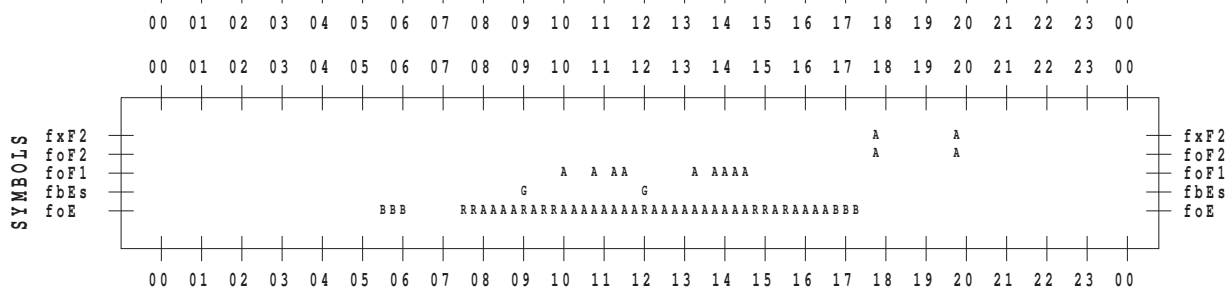 00 01 02 03 04 05 06 07 08 09 10 11 12 13 14 15 16 17 18 19 20 21 22 23 00
00 01 02 03 04 05 06 07 08 09 10 11 12 13 14 15 16 17 18 19 20 21 22 23 00
SYMBOLS
fxF2 A A fxF2
foF2 A A foF2
foF1 A A AA A AAAA foF1
fbEs G G fbEs
foE BBB RRAAAARARRAAAAAAAARAAAAAAAAAARRARAAAABBB foE
00 01 02 03 04 05 06 07 08 09 10 11 12 13 14 15 16 17 18 19 20 21 22 23 00